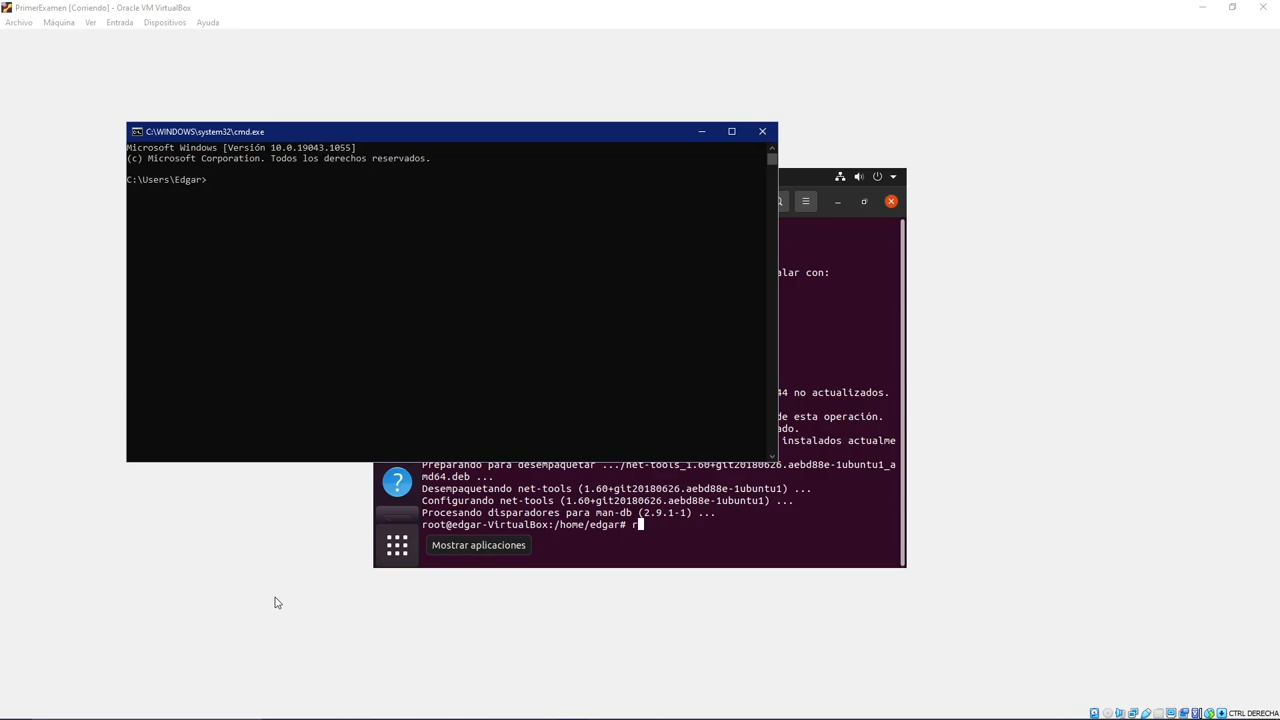 PrimerExamen [Corriendo] - Oracle VM VirtualBox
Archivo Máquina Ver Entrada Dispositivos Ayuda
C:\WINDOWS\system32\cmd.exe
Microsoft Windows [Versión 10.0.19043.1055]
(c) Microsoft Corporation. Todos los derechos reservados.
C:\Users\Edgar>
alar con:
44 no actualizados.
de esta operación.
ado.
instalados actualme
Preparando para desempaquetar .../net-tools_1.60+git20180626.aebd88e-1ubuntu1_a
md64.deb ...
Desempaquetando net-tools (1.60+git20180626.aebd88e-1ubuntu1) ...
Configurando net-tools (1.60+git20180626.aebd88e-1ubuntu1) ...
Procesando disparadores para man-db (2.9.1-1) ...
root@edgar-VirtualBox:/home/edgar# r
Mostrar aplicaciones
CTRL DERECHA